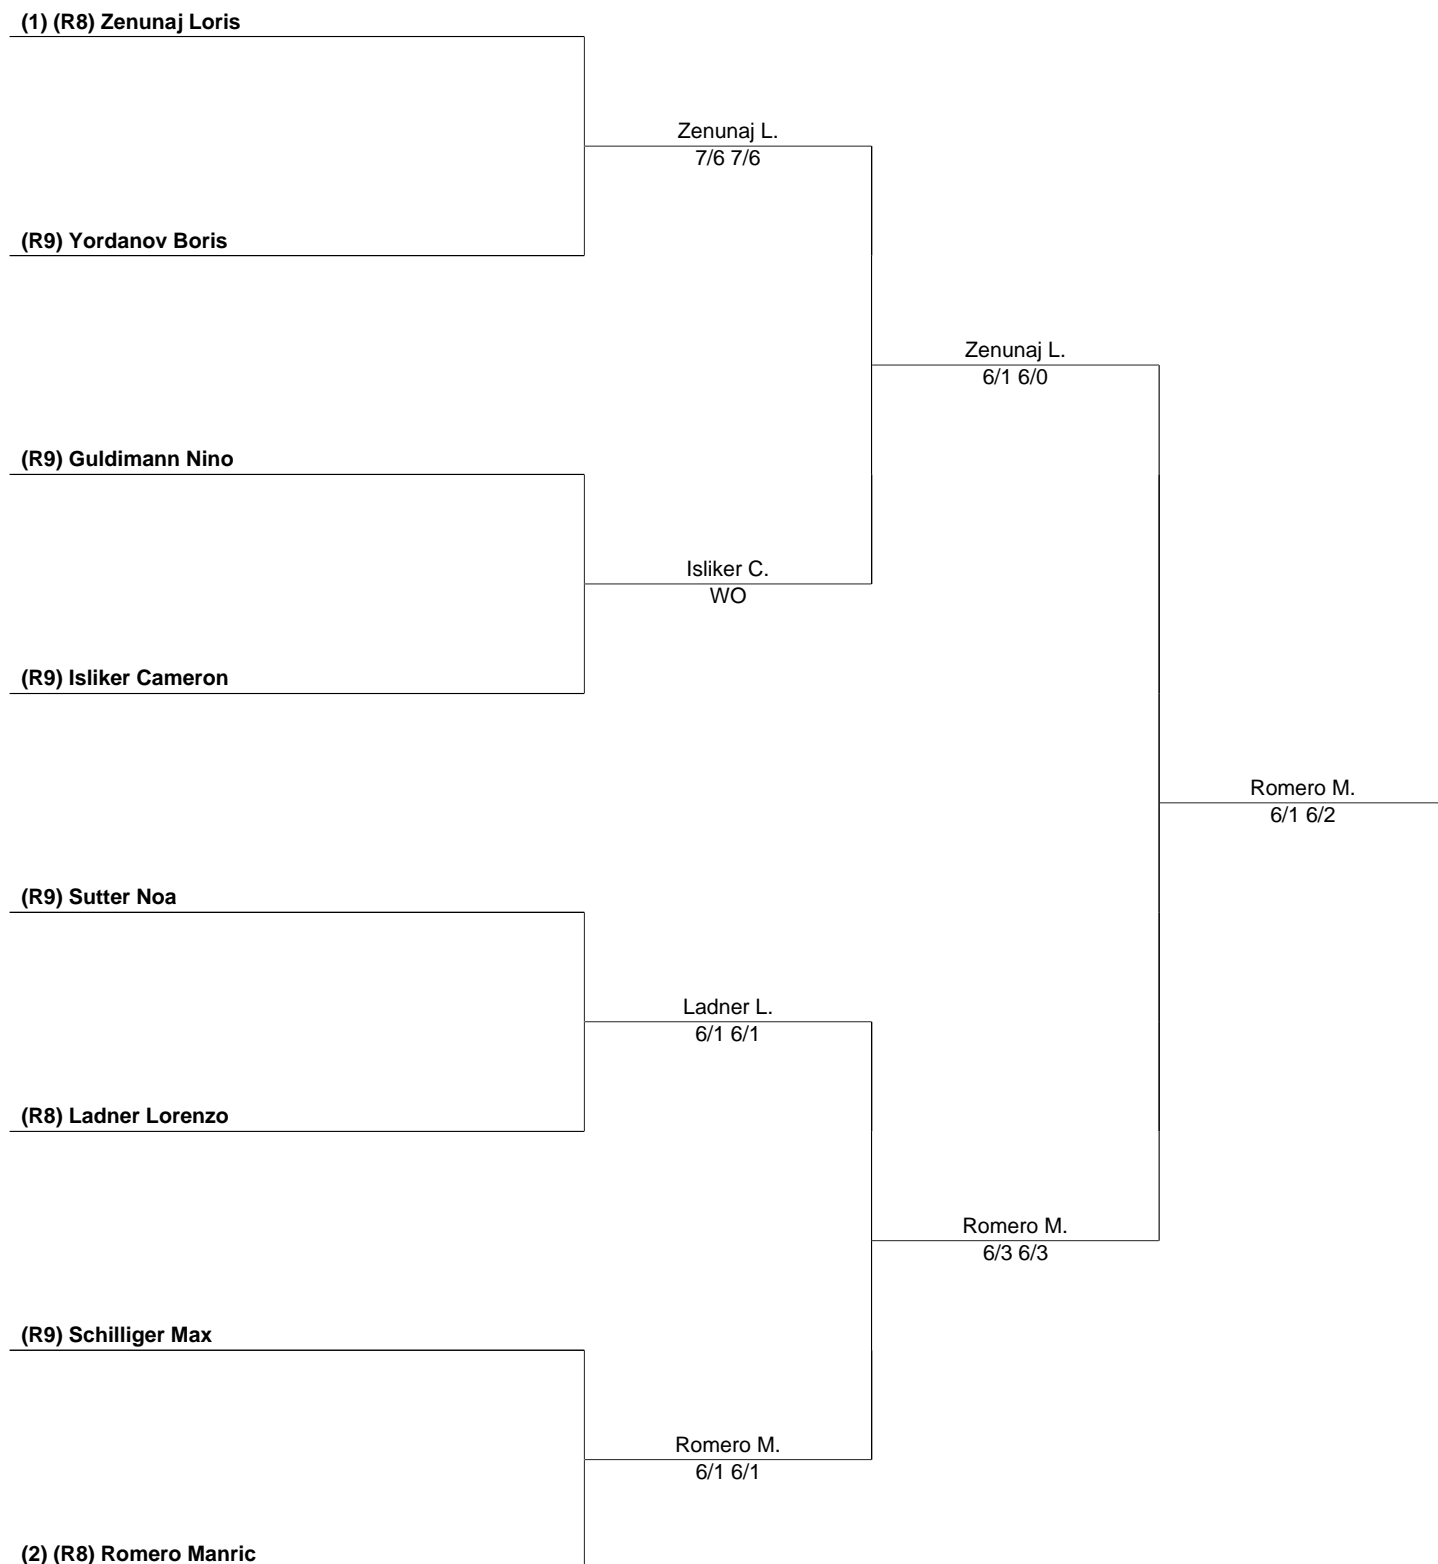 (1) (R8) Zenunaj Loris
Zenunaj L.
7/6 7/6
(R9) Yordanov Boris
Zenunaj L.
6/1 6/0
(R9) Guldimann Nino
Isliker C.
WO
(R9) Isliker Cameron
Romero M.
6/1 6/2
(R9) Sutter Noa
Ladner L.
6/1 6/1
(R8) Ladner Lorenzo
Romero M.
6/3 6/3
(R9) Schilliger Max
Romero M.
6/1 6/1
(2) (R8) Romero Manric